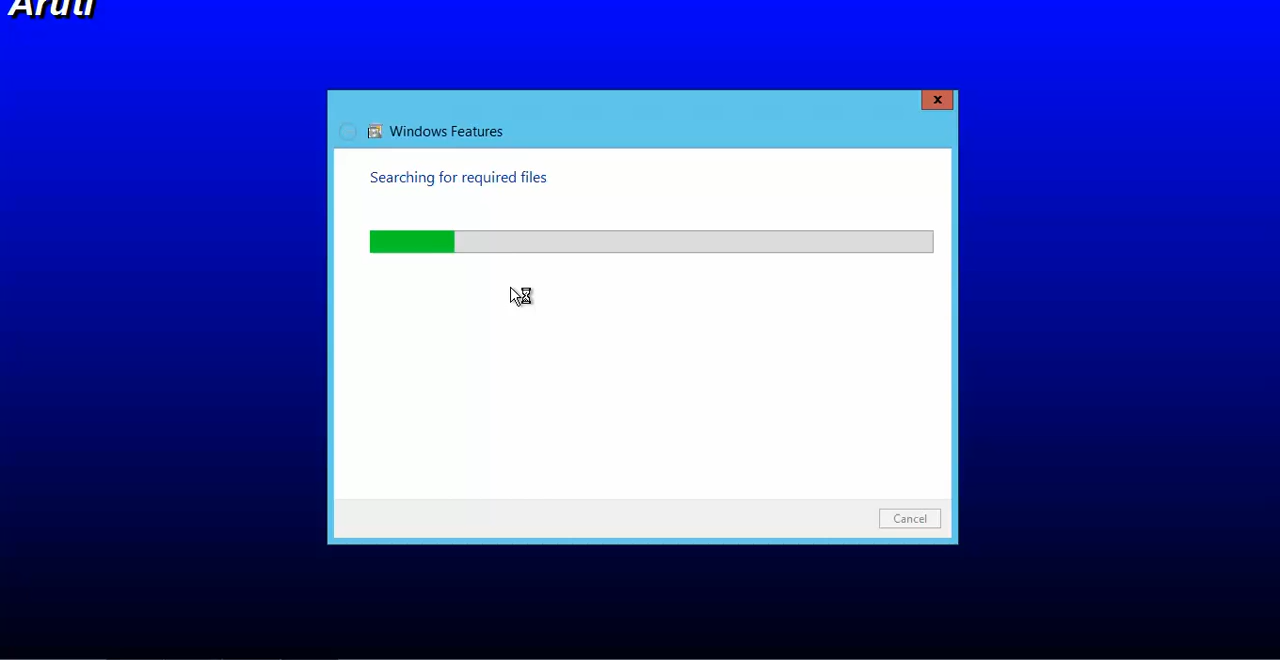 Aruti
x
Windows Features
Searching for required files
Cancel